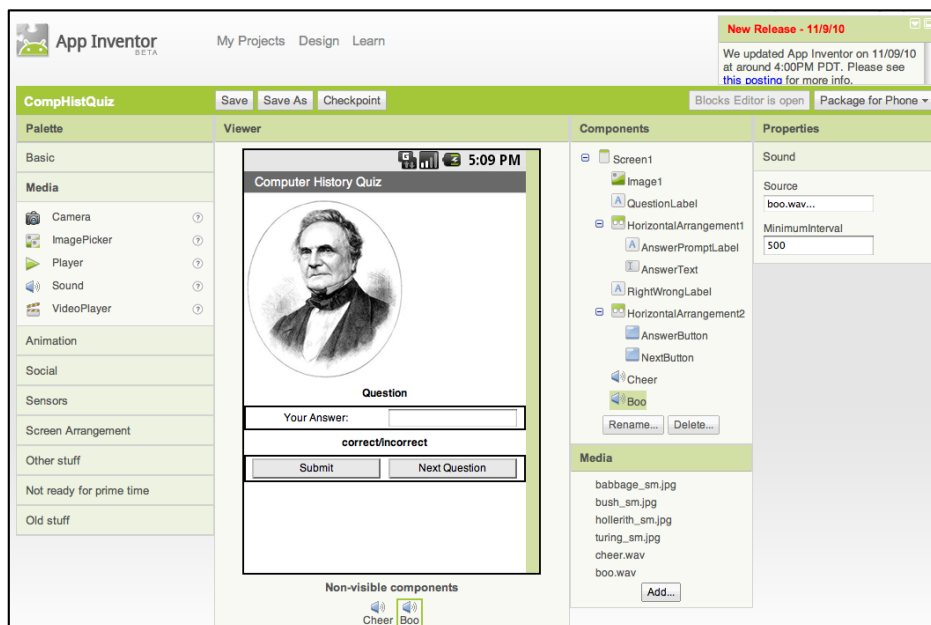 App Inventor
BETA
My Projects Design Learn
New Release - 11/9/10
We updated App Inventor on 11/09/10
at around 4:00PM PDT. Please see
this posting for more info.
CompHistQuiz
Save Save As Checkpoint
Blocks Editor is open Package for Phone
Palette
Basic
Media
Camera ?
ImagePicker ?
Player ?
Sound ?
VideoPlayer ?
Animation
Social
Sensors
Screen Arrangement
Other stuff
Not ready for prime time
Old stuff
Viewer
5:09 PM
Computer History Quiz
Question
Your Answer:
correct/incorrect
Submit Next Question
Non-visible components
Cheer Boo
Components
Screen1
Image1
QuestionLabel
HorizontalArrangement1
AnswerPromptLabel
AnswerText
RightWrongLabel
HorizontalArrangement2
AnswerButton
NextButton
Cheer
Boo
Rename... Delete...
Media
babbage_sm.jpg
bush_sm.jpg
hollerith_sm.jpg
turing_sm.jpg
cheer.wav
boo.wav
Add...
Properties
Sound
Source
boo.wav...
MinimumInterval
500